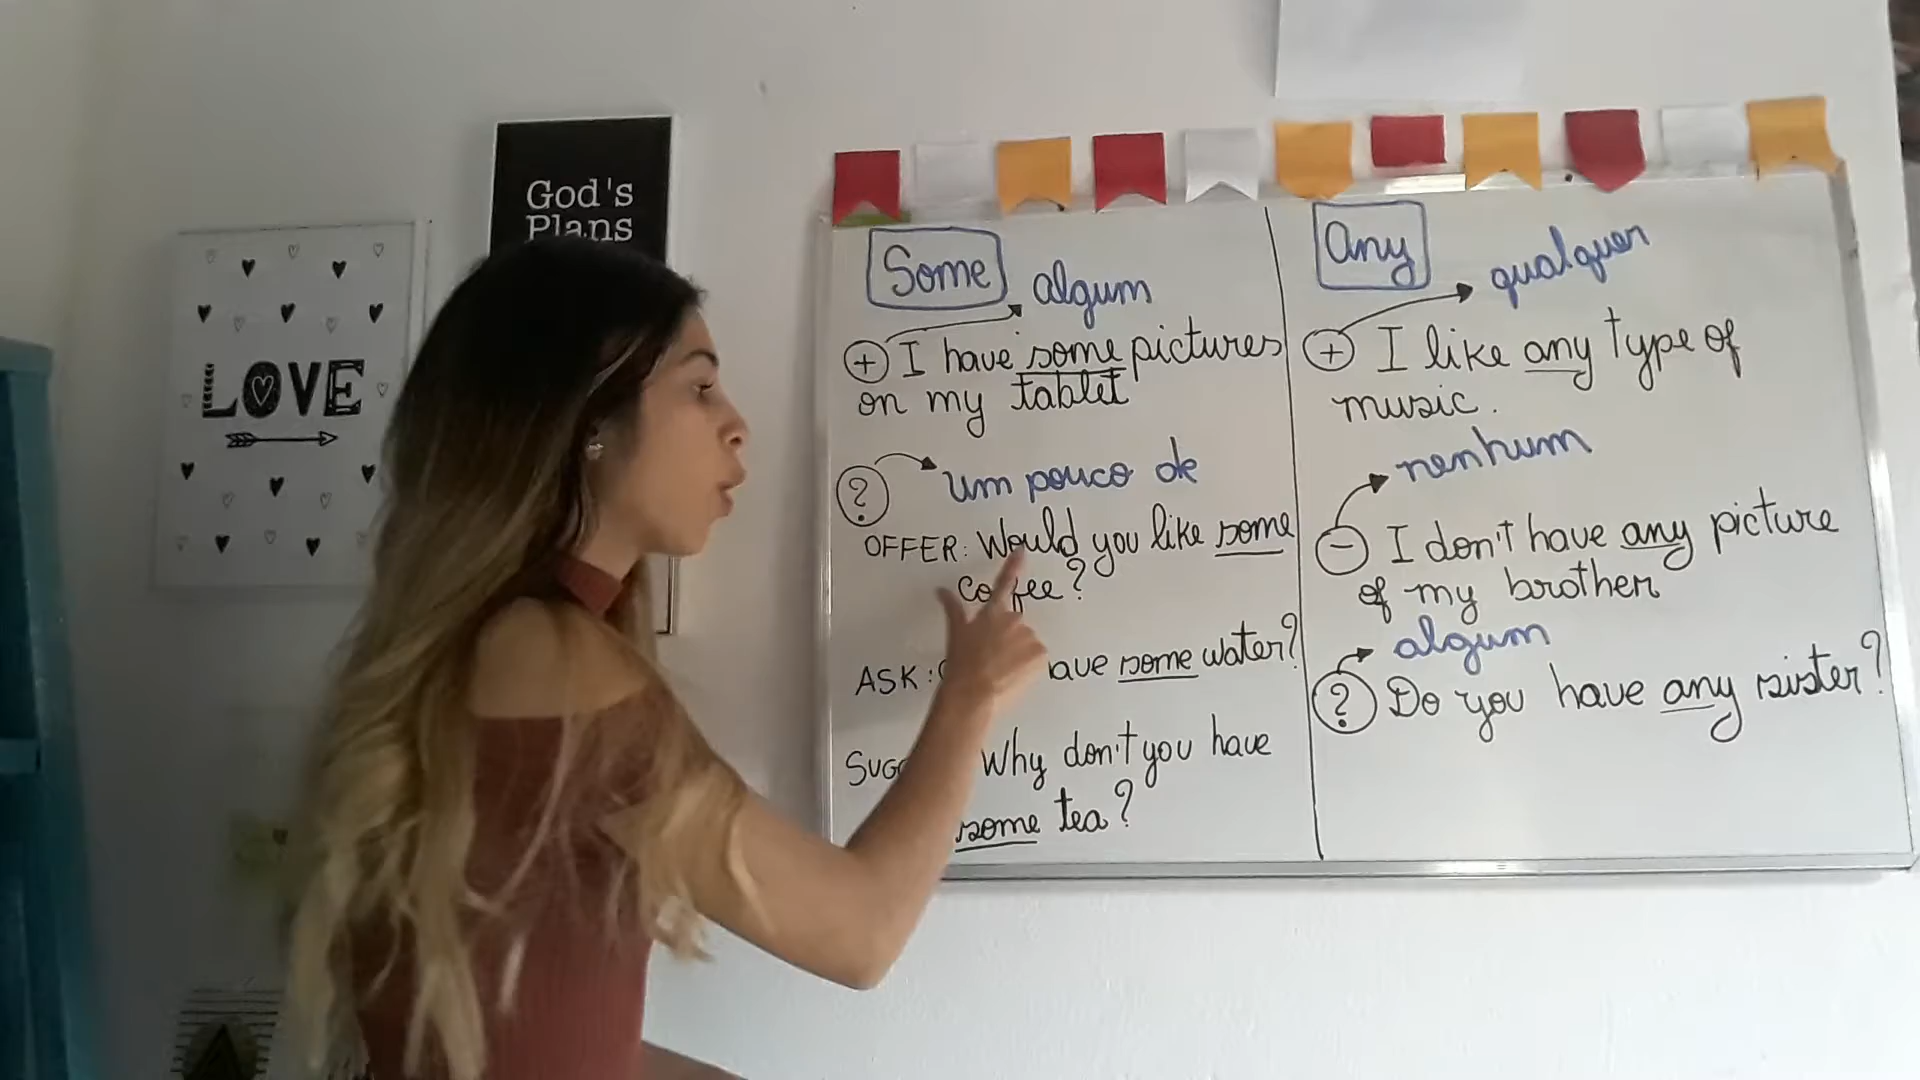 God's
Plans
LOVE
Some
algum
+ I have some pictures
on my tablet
? um pouco de
OFFER: Would you like some
coffee?
ASK: have some water?
Why don't you have
some tea?
Any
qualquer
+ I like any type of
music.
nenhum
- I don't have any picture
of my brother
algum
? Do you have any sister?